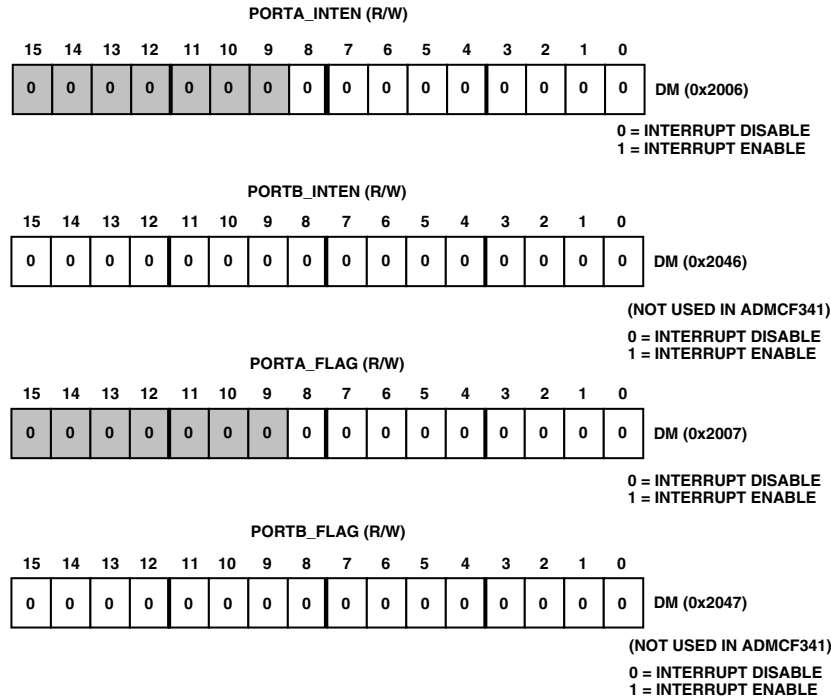 PORTA_INTEN (R/W)
15 14 13 12 11 10 9 8 7 6 5 4 3 2 1 0
0 0 0 0 0 0 0 0 0 0 0 0 0 0 0 0 DM (0x2006)
0 = INTERRUPT DISABLE
1 = INTERRUPT ENABLE
PORTB_INTEN (R/W)
15 14 13 12 11 10 9 8 7 6 5 4 3 2 1 0
0 0 0 0 0 0 0 0 0 0 0 0 0 0 0 0 DM (0x2046)
(NOT USED IN ADMCF341)
0 = INTERRUPT DISABLE
1 = INTERRUPT ENABLE
PORTA_FLAG (R/W)
15 14 13 12 11 10 9 8 7 6 5 4 3 2 1 0
0 0 0 0 0 0 0 0 0 0 0 0 0 0 0 0 DM (0x2007)
0 = INTERRUPT DISABLE
1 = INTERRUPT ENABLE
PORTB_FLAG (R/W)
15 14 13 12 11 10 9 8 7 6 5 4 3 2 1 0
0 0 0 0 0 0 0 0 0 0 0 0 0 0 0 0 DM (0x2047)
(NOT USED IN ADMCF341)
0 = INTERRUPT DISABLE
1 = INTERRUPT ENABLE